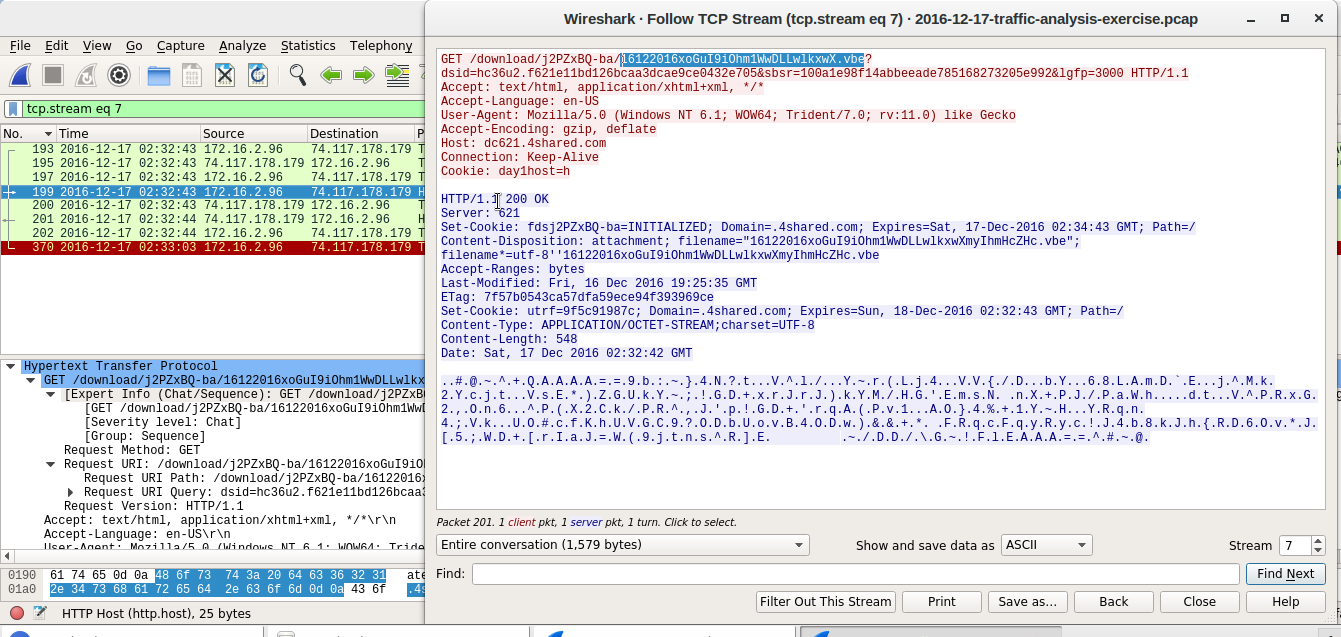 Wireshark · Follow TCP Stream (tcp.stream eq 7) · 2016-12-17-traffic-analysis-exercise.pcap
File Edit View Go Capture Analyze Statistics Telephony
tcp.stream eq 7
No. Time Source Destination P
193 2016-12-17 02:32:43 172.16.2.96 74.117.178.179 T
195 2016-12-17 02:32:43 74.117.178.179 172.16.2.96 T
197 2016-12-17 02:32:43 172.16.2.96 74.117.178.179 T
199 2016-12-17 02:32:43 172.16.2.96 74.117.178.179 H
200 2016-12-17 02:32:43 74.117.178.179 172.16.2.96 T
201 2016-12-17 02:32:44 74.117.178.179 172.16.2.96 H
202 2016-12-17 02:32:44 172.16.2.96 74.117.178.179 T
370 2016-12-17 02:33:03 172.16.2.96 74.117.178.179 T
Hypertext Transfer Protocol
GET /download/j2PZxBQ-ba/16122016xoGuI9iOhm1WwDLLwlkx
[Expert Info (Chat/Sequence): GET /download/j2PZxBQ-b
[GET /download/j2PZxBQ-ba/16122016xoGuI9iOhm1WwD
[Severity level: Chat]
[Group: Sequence]
Request Method: GET
Request URI: /download/j2PZxBQ-ba/16122016xoGuI9iO
Request URI Path: /download/j2PZxBQ-ba/16122016x
Request URI Query: dsid=hc36u2.f621e11bd126bcaa3
Request Version: HTTP/1.1
Accept: text/html, application/xhtml+xml, */*\r\n
Accept-Language: en-US\r\n
User-Agent: Mozilla/5.0 (Windows NT 6.1; WOW64; Tride
0190 61 74 65 0d 0a 48 6f 73 74 3a 20 64 63 36 32 31 ate
01a0 2e 34 73 68 61 72 65 64 2e 63 6f 6d 0d 0a 43 6f .4s
HTTP Host (http.host), 25 bytes
GET /download/j2PZxBQ-ba/16122016xoGuI9iOhm1WwDLLwlkxwX.vbe?
dsid=hc36u2.f621e11bd126bcaa3dcae9ce0432e705&sbsr=100a1e98f14abbeeade785168273205e992&lgfp=3000 HTTP/1.1
Accept: text/html, application/xhtml+xml, */*
Accept-Language: en-US
User-Agent: Mozilla/5.0 (Windows NT 6.1; WOW64; Trident/7.0; rv:11.0) like Gecko
Accept-Encoding: gzip, deflate
Host: dc621.4shared.com
Connection: Keep-Alive
Cookie: day1host=h
HTTP/1.1 200 OK
Server: 621
Set-Cookie: fdsj2PZxBQ-ba=INITIALIZED; Domain=.4shared.com; Expires=Sat, 17-Dec-2016 02:34:43 GMT; Path=/
Content-Disposition: attachment; filename="16122016xoGuI9iOhm1WwDLLwlkxwXmyIhmHcZHc.vbe";
filename*=utf-8''16122016xoGuI9iOhm1WwDLLwlkxwXmyIhmHcZHc.vbe
Accept-Ranges: bytes
Last-Modified: Fri, 16 Dec 2016 19:25:35 GMT
ETag: 7f57b0543ca57dfa59ece94f393969ce
Set-Cookie: utrf=9f5c91987c; Domain=.4shared.com; Expires=Sun, 18-Dec-2016 02:32:43 GMT; Path=/
Content-Type: APPLICATION/OCTET-STREAM;charset=UTF-8
Content-Length: 548
Date: Sat, 17 Dec 2016 02:32:42 GMT
..#.@.~.^.+.Q.A.A.A.A.=.=.9.b.:.~.}.4.N.?.t...V.^.l./...Y.~.r.(.L.j.4...V.V.{./.D...b.Y...6.8.L.A.m.D.`.E...j.^.M.k.
2.Y.c.j.t...V.s.E.*.).Z.G.U.k.Y.~.;.!.G.D.+.x.r.J.r.J.).k.Y.M./.H.G.'.E.m.s.N. .n.X.+.P.J./.P.a.W.h.....d.t...V.^.P.R.x.G.
2.,.O.n.6...^.P.(.X.2.C.k./.P.R.^.,.J.'.p.!.G.D.+.'.r.q.A.(.P.v.1...A.O.}.4.%.+.1.Y.~.H...Y.R.q.n.
4.;.V.k...U.O.#.c.f.K.h.U.V.G.C.9.?.O.D.b.U.o.v.B.4.O.D.w.).&.&.+.*. .F.R.q.c.F.q.y.R.y.c.!.J.4.b.8.k.J.h.{.R.D.6.O.v.*.J.
[.5.;.W.D.+.[.r.I.a.J.=.W.(.9.j.t.n.s.^.R.].E. .~./.D.D./.\.G.~.!.F.l.E.A.A.A.=.=.^.#.~.@.
Packet 201. 1 client pkt, 1 server pkt, 1 turn. Click to select.
Entire conversation (1,579 bytes) Show and save data as ASCII Stream 7
Find: Find Next
Filter Out This Stream Print Save as… Back Close Help